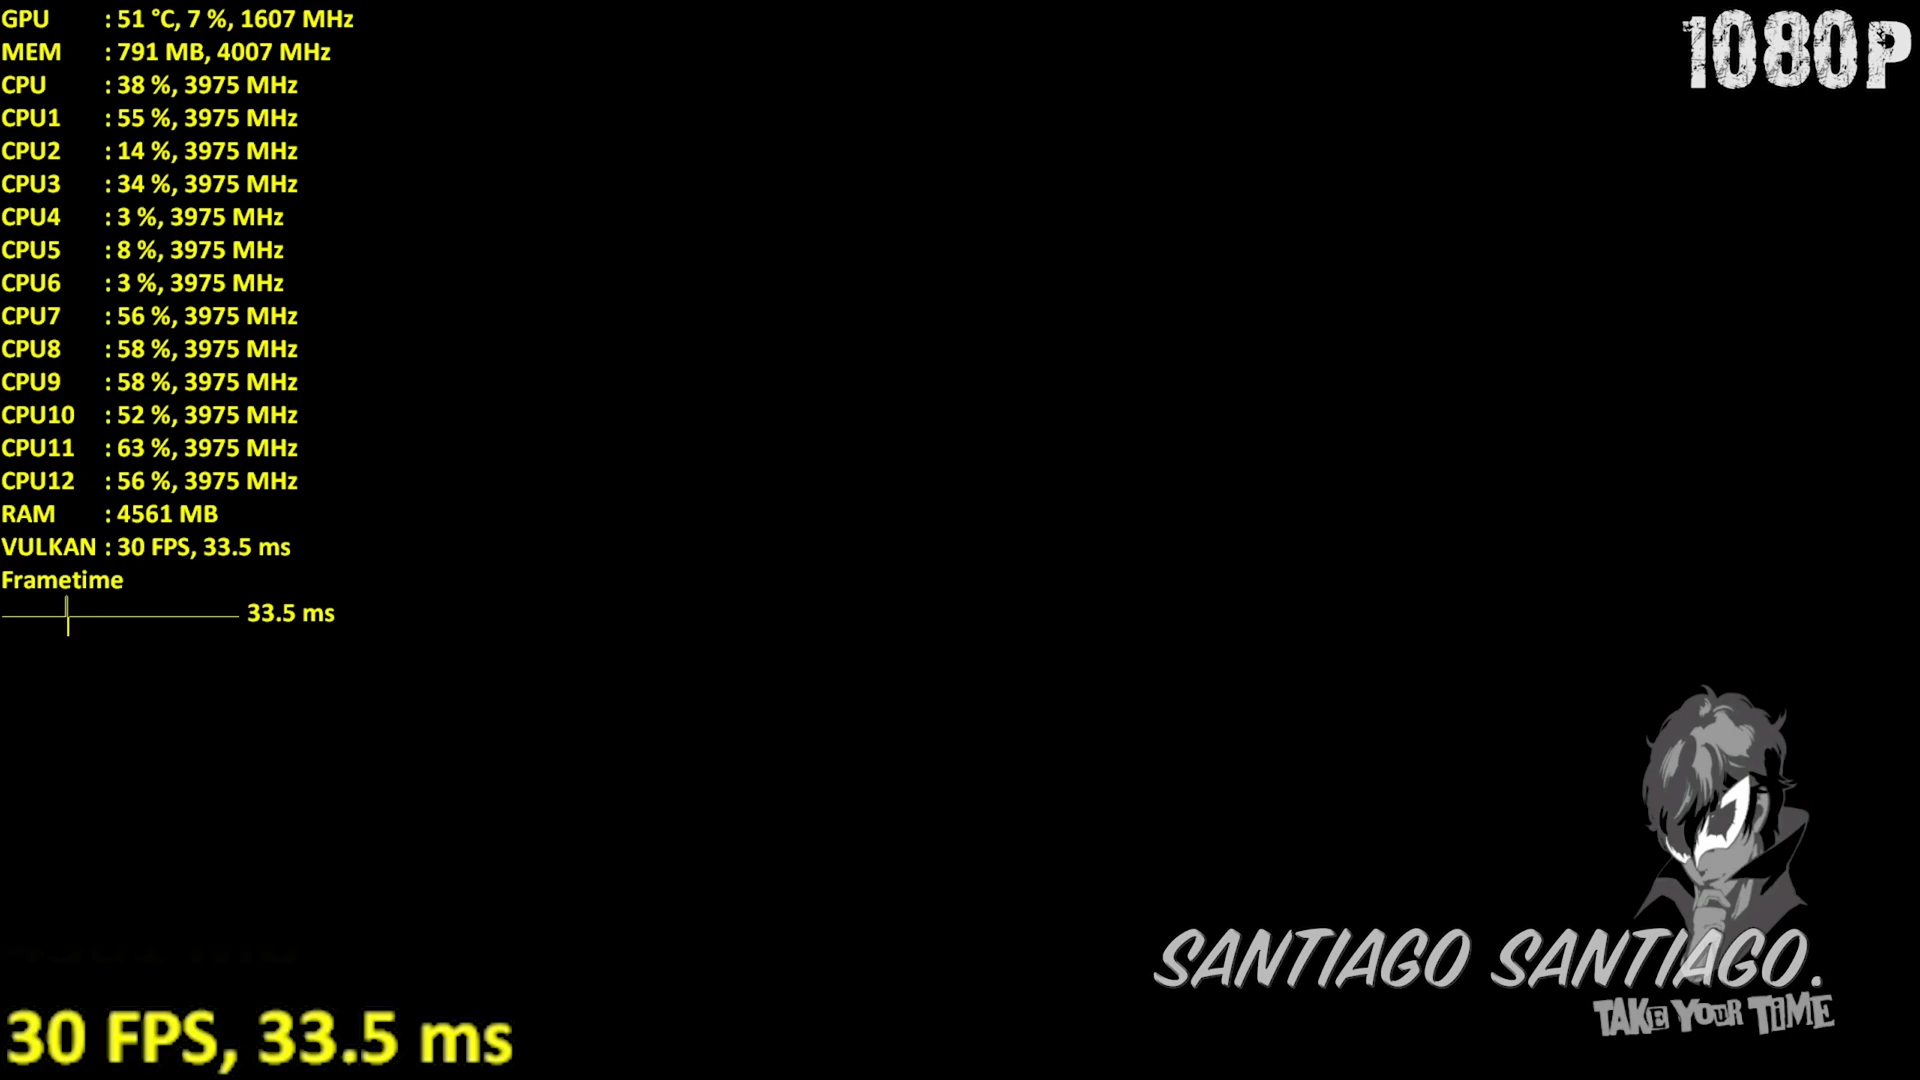 GPU : 51 °C, 7 %, 1607 MHz
MEM : 791 MB, 4007 MHz
CPU : 38 %, 3975 MHz
CPU1 : 55 %, 3975 MHz
CPU2 : 14 %, 3975 MHz
CPU3 : 34 %, 3975 MHz
CPU4 : 3 %, 3975 MHz
CPU5 : 8 %, 3975 MHz
CPU6 : 3 %, 3975 MHz
CPU7 : 56 %, 3975 MHz
CPU8 : 58 %, 3975 MHz
CPU9 : 58 %, 3975 MHz
CPU10 : 52 %, 3975 MHz
CPU11 : 63 %, 3975 MHz
CPU12 : 56 %, 3975 MHz
RAM : 4561 MB
VULKAN : 30 FPS, 33.5 ms
Frametime
33.5 ms
1080P
SANTIAGO SANTIAGO.
TAKE YOUR TIME
30 FPS, 33.5 ms